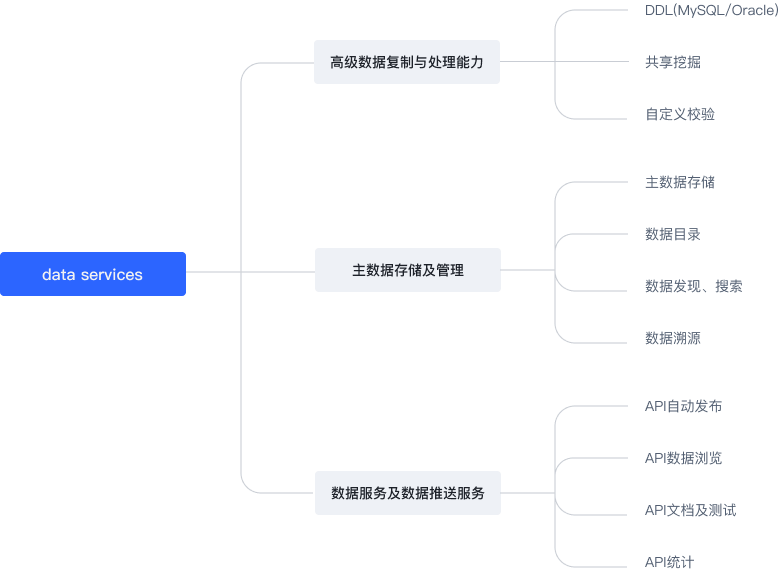 data services
高级数据复制与处理能力
DDL(MySQL/Oracle)
共享挖掘
自定义校验
主数据存储及管理
主数据存储
数据目录
数据发现、搜索
数据溯源
数据服务及数据推送服务
API自动发布
API数据浏览
API文档及测试
API统计